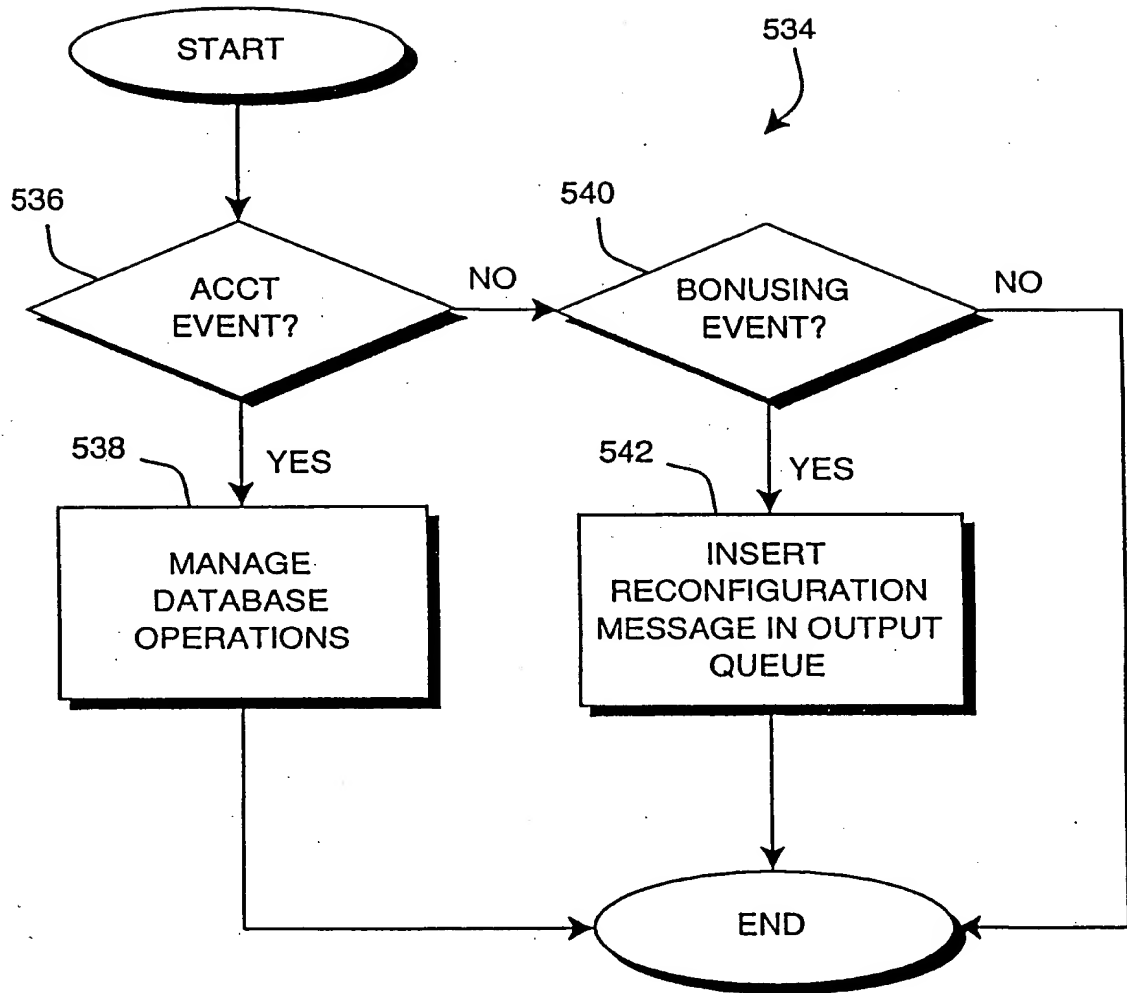 START
534
536
540
ACCT
EVENT?
NO
BONUSING
EVENT?
NO
538
YES
542
YES
MANAGE
DATABASE
OPERATIONS
INSERT
RECONFIGURATION
MESSAGE IN OUTPUT
QUEUE
END